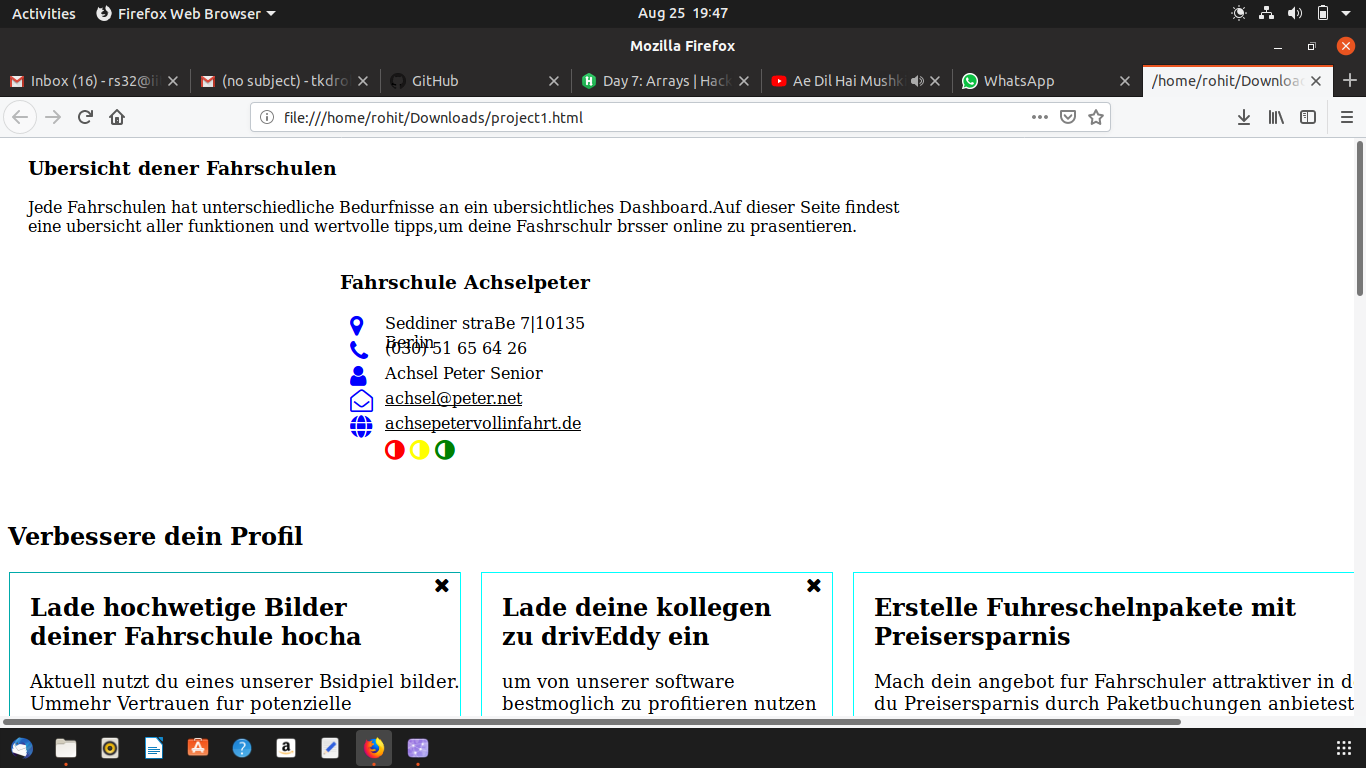 Activities Firefox Web Browser Aug 25 19:47
Mozilla Firefox
Inbox (16) - rs32@ii (no subject) - tkdro GitHub Day 7: Arrays | Hack Ae Dil Hai Mushk WhatsApp /home/rohit/Downloa
file:///home/rohit/Downloads/project1.html
Ubersicht dener Fahrschulen
Jede Fahrschulen hat unterschiedliche Bedurfnisse an ein ubersichtliches Dashboard.Auf dieser Seite findest
eine ubersicht aller funktionen und wertvolle tipps,um deine Fashrschulr brsser online zu prasentieren.
Fahrschule Achselpeter
Seddiner straBe 7|10135
Berlin
(030) 51 65 64 26
Achsel Peter Senior
achsel@peter.net
achsepetervollinfahrt.de
Verbessere dein Profil
Lade hochwetige Bilder
deiner Fahrschule hocha
Aktuell nutzt du eines unserer Bsidpiel bilder.
Ummehr Vertrauen fur potenzielle
Lade deine kollegen
zu drivEddy ein
um von unserer software
bestmoglich zu profitieren nutzen
Erstelle Fuhreschelnpakete mit
Preisersparnis
Mach dein angebot fur Fahrschuler attraktiver in d
du Preisersparnis durch Paketbuchungen anbietest